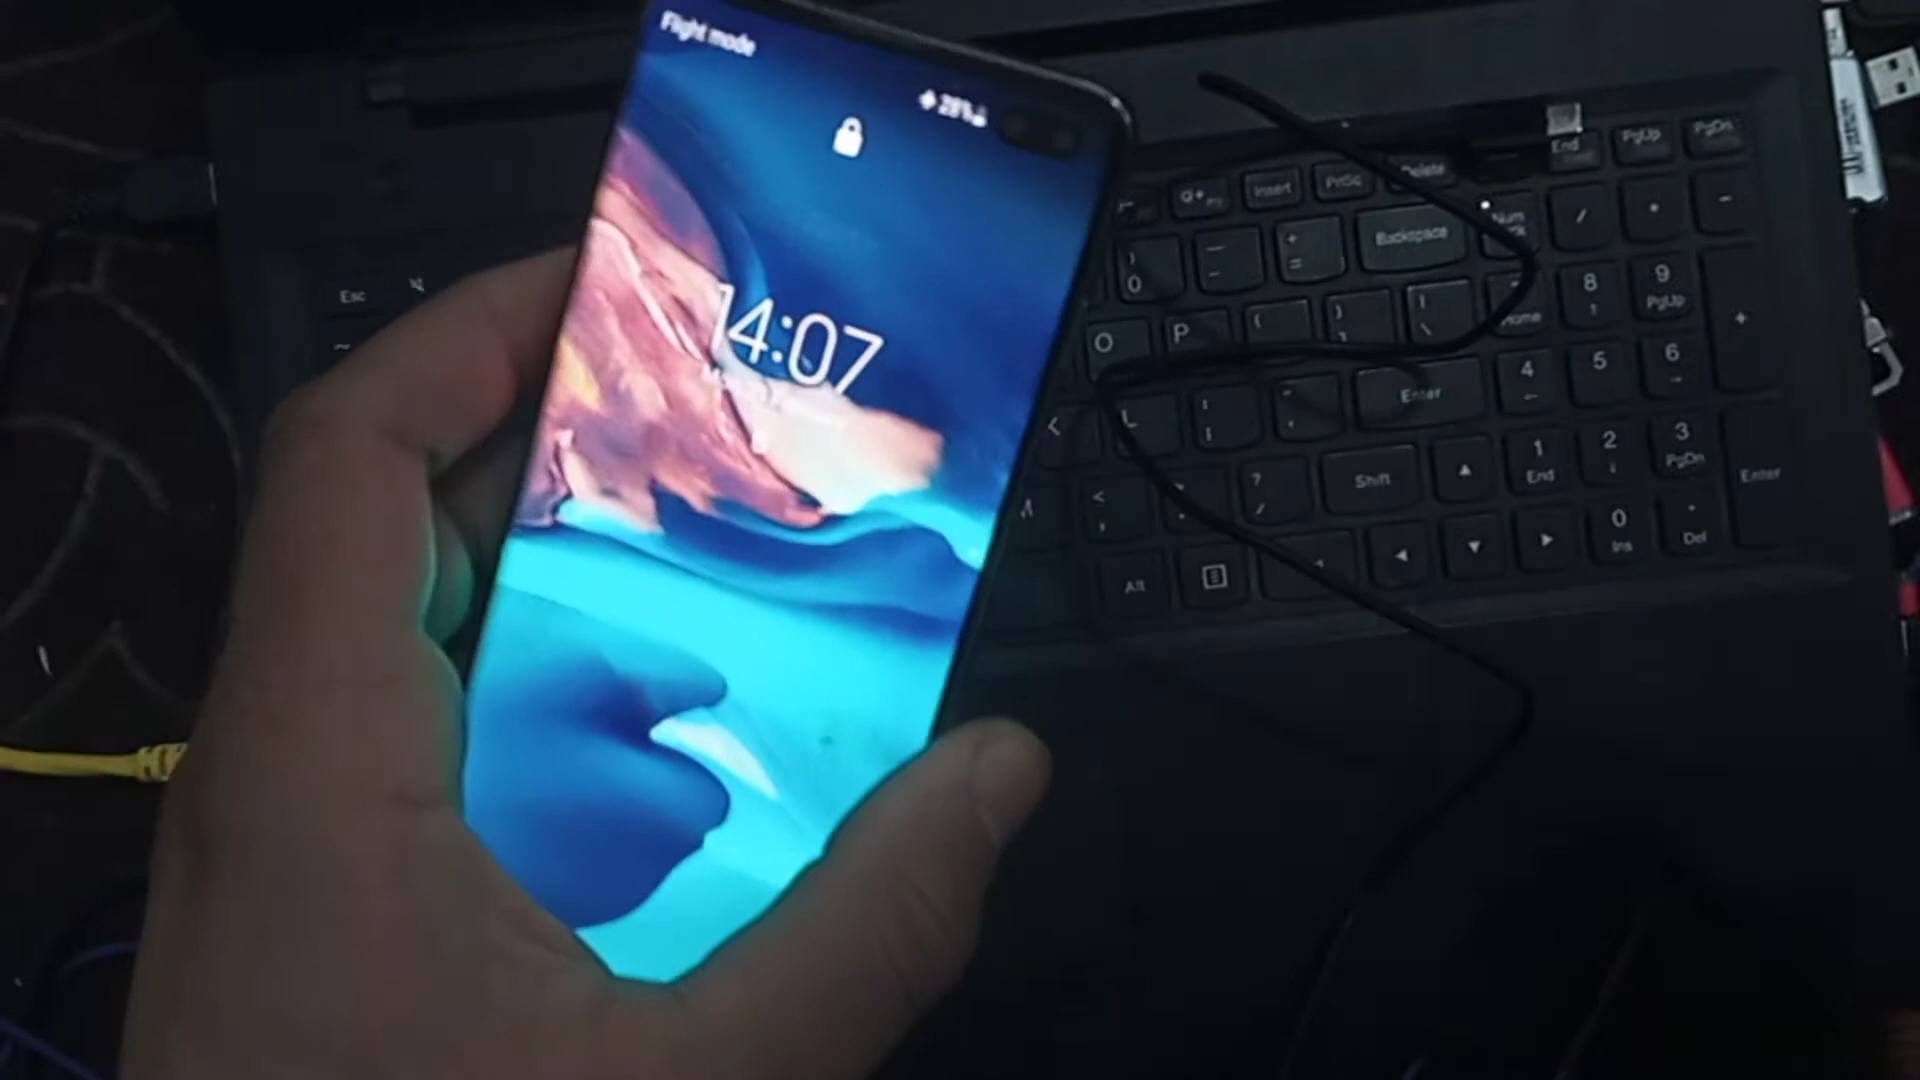 Flight mode
28%
14:07
Esc
Insert
PrtSc
Delete
End
PgUp
PgDn
Backspace
Num
/
-
) 0
+ =
8
9
PgUp
+
O
P
Home
4
5
6
L
Enter
1
End
2
3
PgDn
Enter
< ,
? /
Shift
0
Ins
Del
Alt